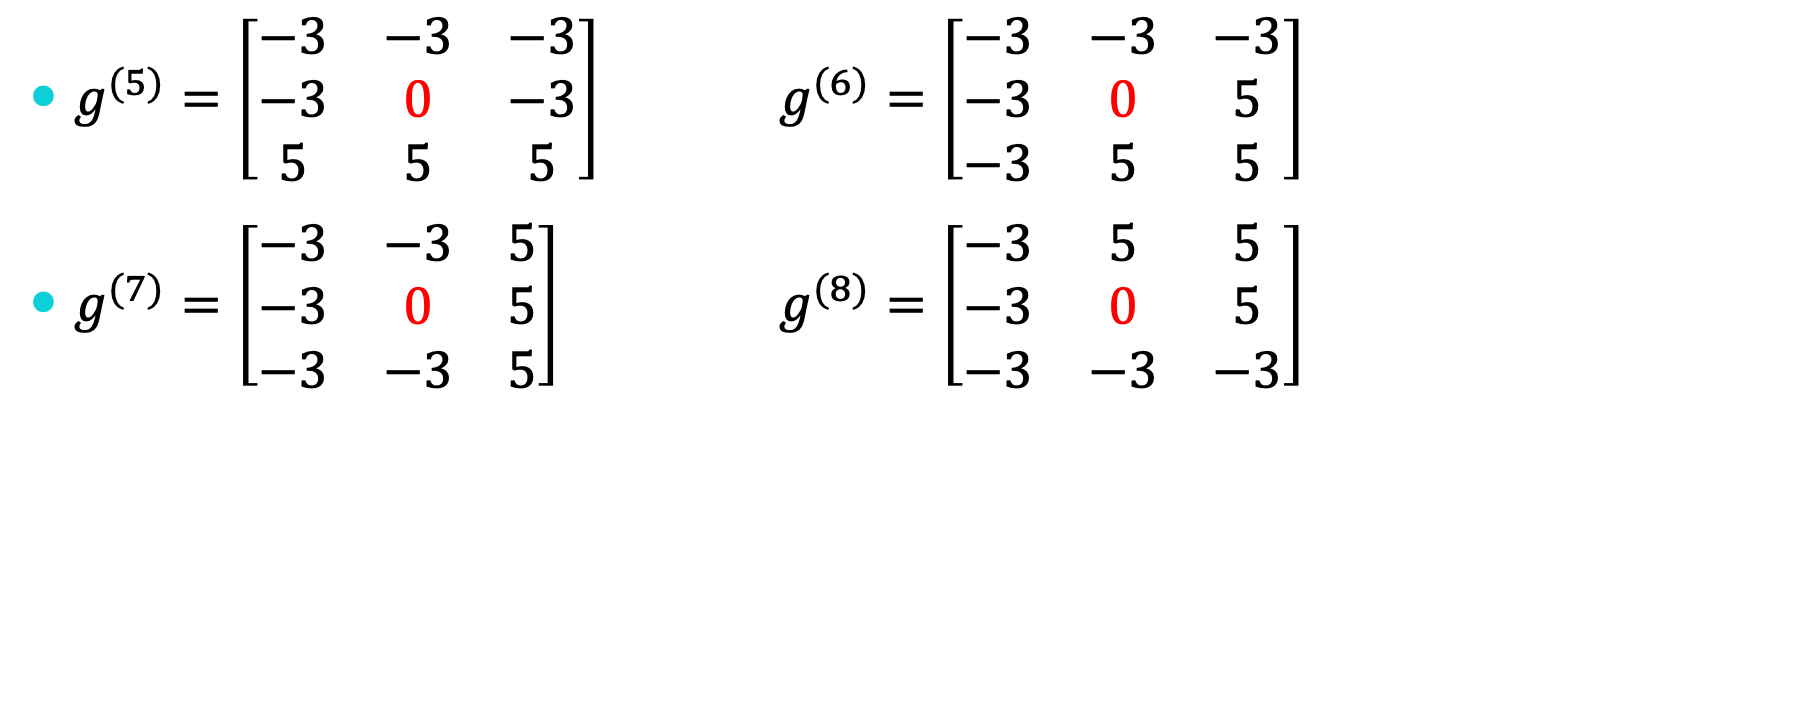 • g^(5) = [−3 −3 −3; −3 0 −3; 5 5 5] g^(6) = [−3 −3 −3; −3 0 5; −3 5 5]
• g^(7) = [−3 −3 5; −3 0 5; −3 −3 5] g^(8) = [−3 5 5; −3 0 5; −3 −3 −3]